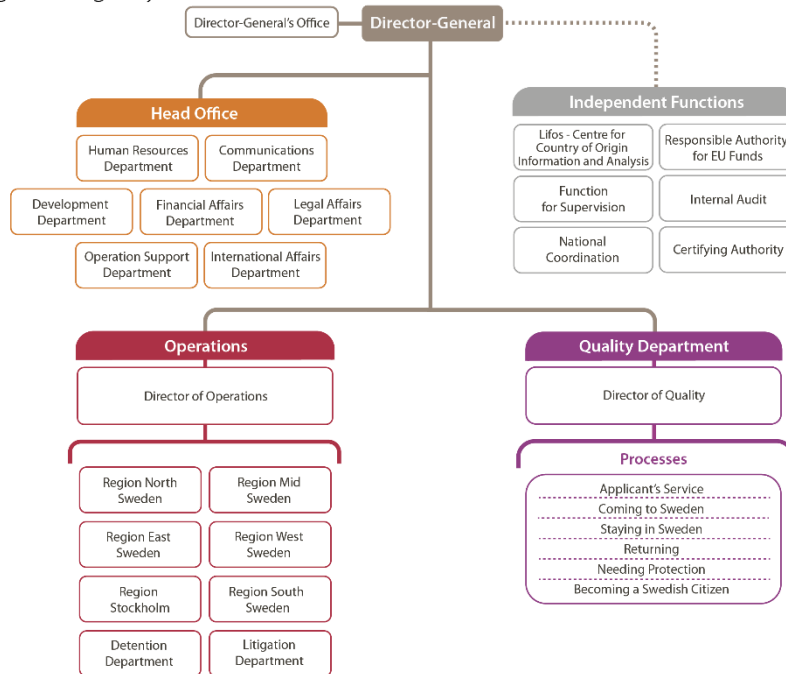 Director-General's Office
Director-General
Head Office
Human Resources
Department
Communications
Department
Development
Department
Financial Affairs
Department
Legal Affairs
Department
Operation Support
Department
International Affairs
Department
Independent Functions
Lifos - Centre for
Country of Origin
Information and Analysis
Responsible Authority
for EU Funds
Function
for Supervision
Internal Audit
National
Coordination
Certifying Authority
Operations
Director of Operations
Region North
Sweden
Region Mid
Sweden
Region East
Sweden
Region West
Sweden
Region
Stockholm
Region South
Sweden
Detention
Department
Litigation
Department
Quality Department
Director of Quality
Processes
Applicant's Service
Coming to Sweden
Staying in Sweden
Returning
Needing Protection
Becoming a Swedish Citizen